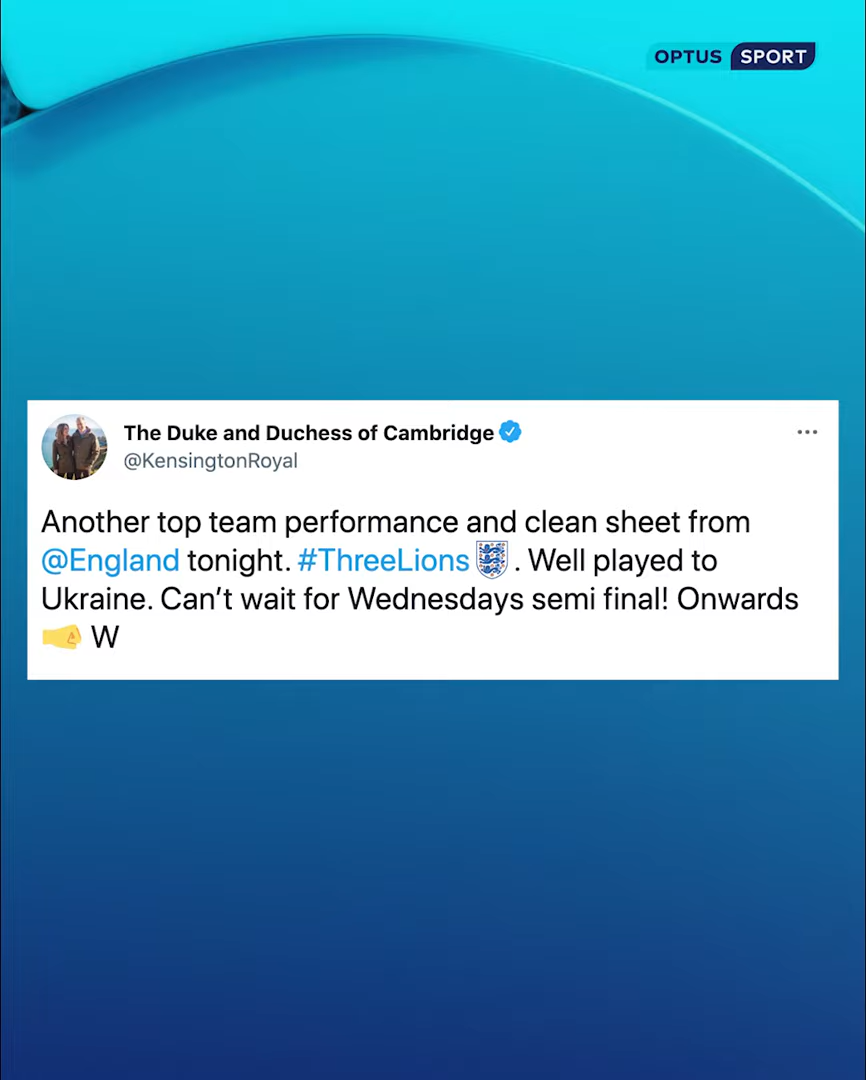 OPTUS SPORT
The Duke and Duchess of Cambridge
@KensingtonRoyal
Another top team performance and clean sheet from
@England tonight. #ThreeLions. Well played to
Ukraine. Can’t wait for Wednesdays semi final! Onwards
W